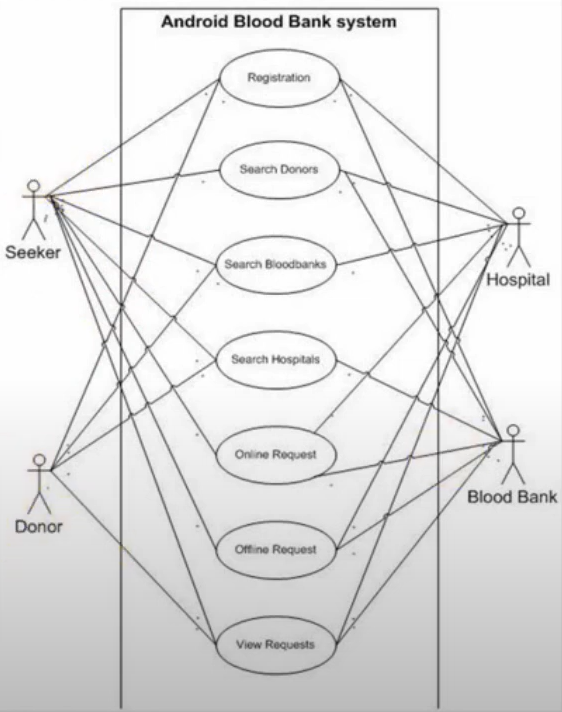 Android Blood Bank system
Registration
Search Donors
Seeker
Search Bloodbanks
Hospital
Search Hospitals
Online Request
Donor
Blood Bank
Offline Request
View Requests